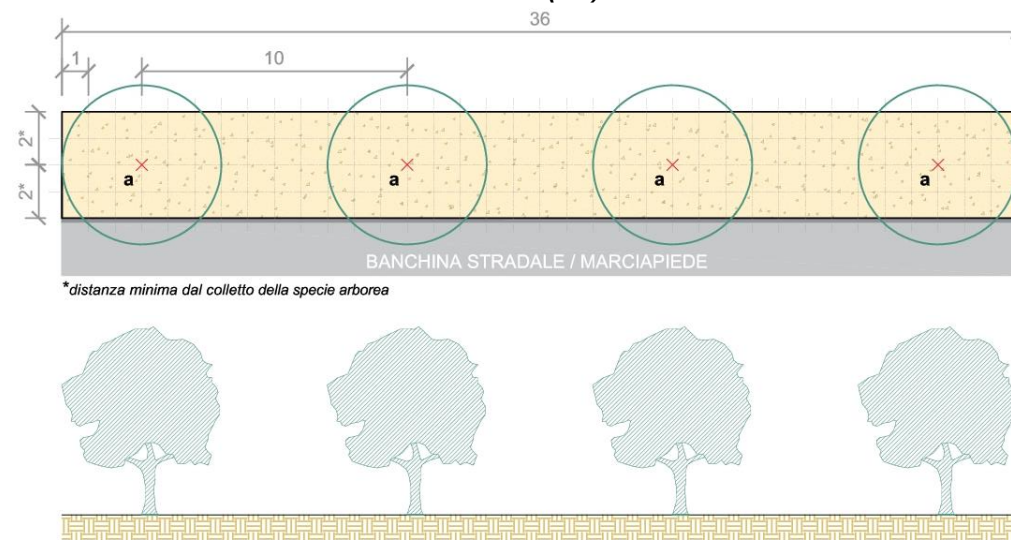 36
1
10
2*
2*
a
a
a
a
BANCHINA STRADALE / MARCIAPIEDE
*distanza minima dal colletto della specie arborea